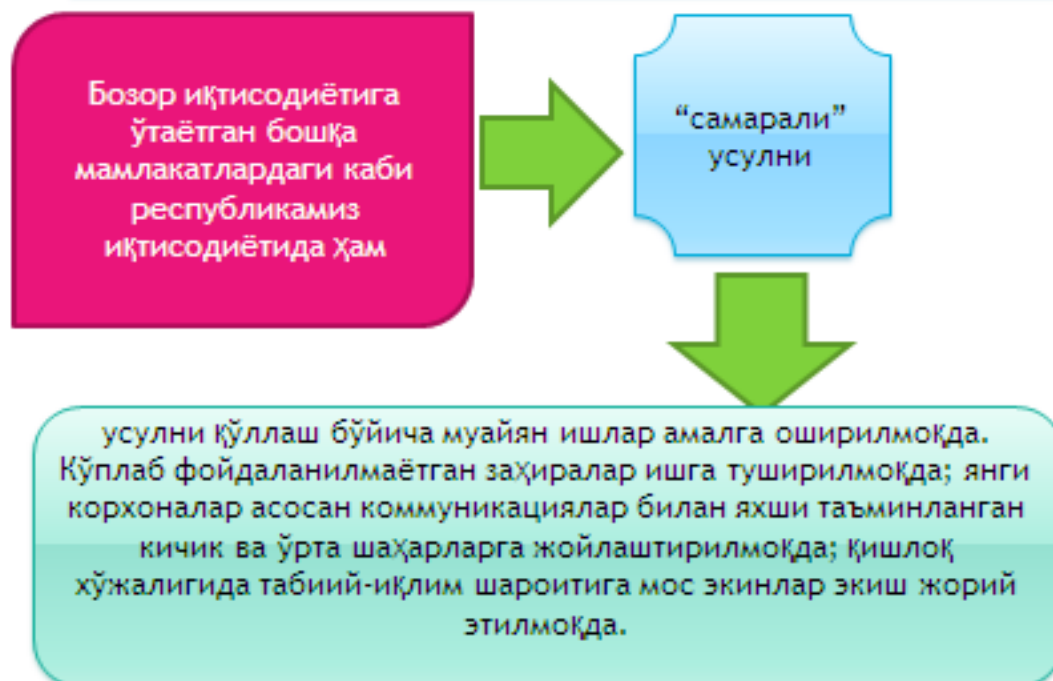 Бозор иқтисодиётига
ўтаётган бошқа
мамлакатлардаги каби
республикамиз
иқтисодиётида ҳам
“самарали”
усулни
усулни қўллаш бўйича муайян ишлар амалга оширилмоқда.
Кўплаб фойдаланилмаётган заҳиралар ишга туширилмоқда; янги
корхоналар асосан коммуникациялар билан яхши таъминланган
кичик ва ўрта шаҳарларга жойлаштирилмоқда; қишлоқ
хўжалигида табиий-иқлим шароитига мос экинлар экиш жорий
этилмоқда.